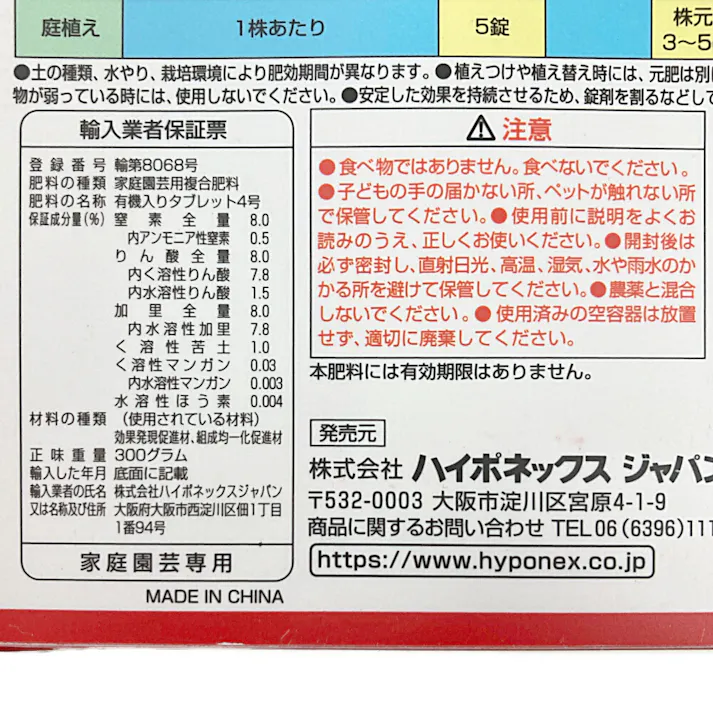 庭植え 1株あたり 5錠 株元
3〜5
●土の種類、水やり、栽培環境により肥効期間が異なります。●植えつけや植え替え時には、元肥は別
物が弱っている時には、使用しないでください。●安定した効果を持続させるため、錠剤を割るなどして
輸入業者保証票
登録番号 輸第8068号
肥料の種類 家庭園芸用複合肥料
肥料の名称 有機入りタブレット4号
保証成分量(%) 窒素全量 8.0
内アンモニア性窒素 0.5
りん酸全量 8.0
内く溶性りん酸 7.8
内水溶性りん酸 1.5
加里全量 8.0
内水溶性加里 7.8
く溶性苦土 1.0
く溶性マンガン 0.03
内水溶性マンガン 0.003
水溶性ほう素 0.004
材料の種類 (使用されている材料)
効果発現促進材、組成均一化促進材
正味重量 300グラム
輸入した年月 底面に記載
輸入業者の氏名 株式会社ハイポネックスジャパン
又は名称及び住所 大阪府大阪市西淀川区佃1丁目
1番94号
家庭園芸専用
MADE IN CHINA
⚠注意
●食べ物ではありません。食べないでください。
●子どもの手の届かない所、ペットが触れない所
で保管してください。●使用前に説明をよくお
読みのうえ、正しくお使いください。●開封後は
必ず密封し、直射日光、高温、湿気、水や雨水のか
かる所を避けて保管してください。●農薬と混合
しないでください。●使用済みの空容器は放置
せず、適切に廃棄してください。
本肥料には有効期限はありません。
発売元
株式会社 ハイポネックス ジャパン
〒532-0003 大阪市淀川区宮原4-1-9
商品に関するお問い合わせ TEL 06(6396)111
https://www.hyponex.co.jp